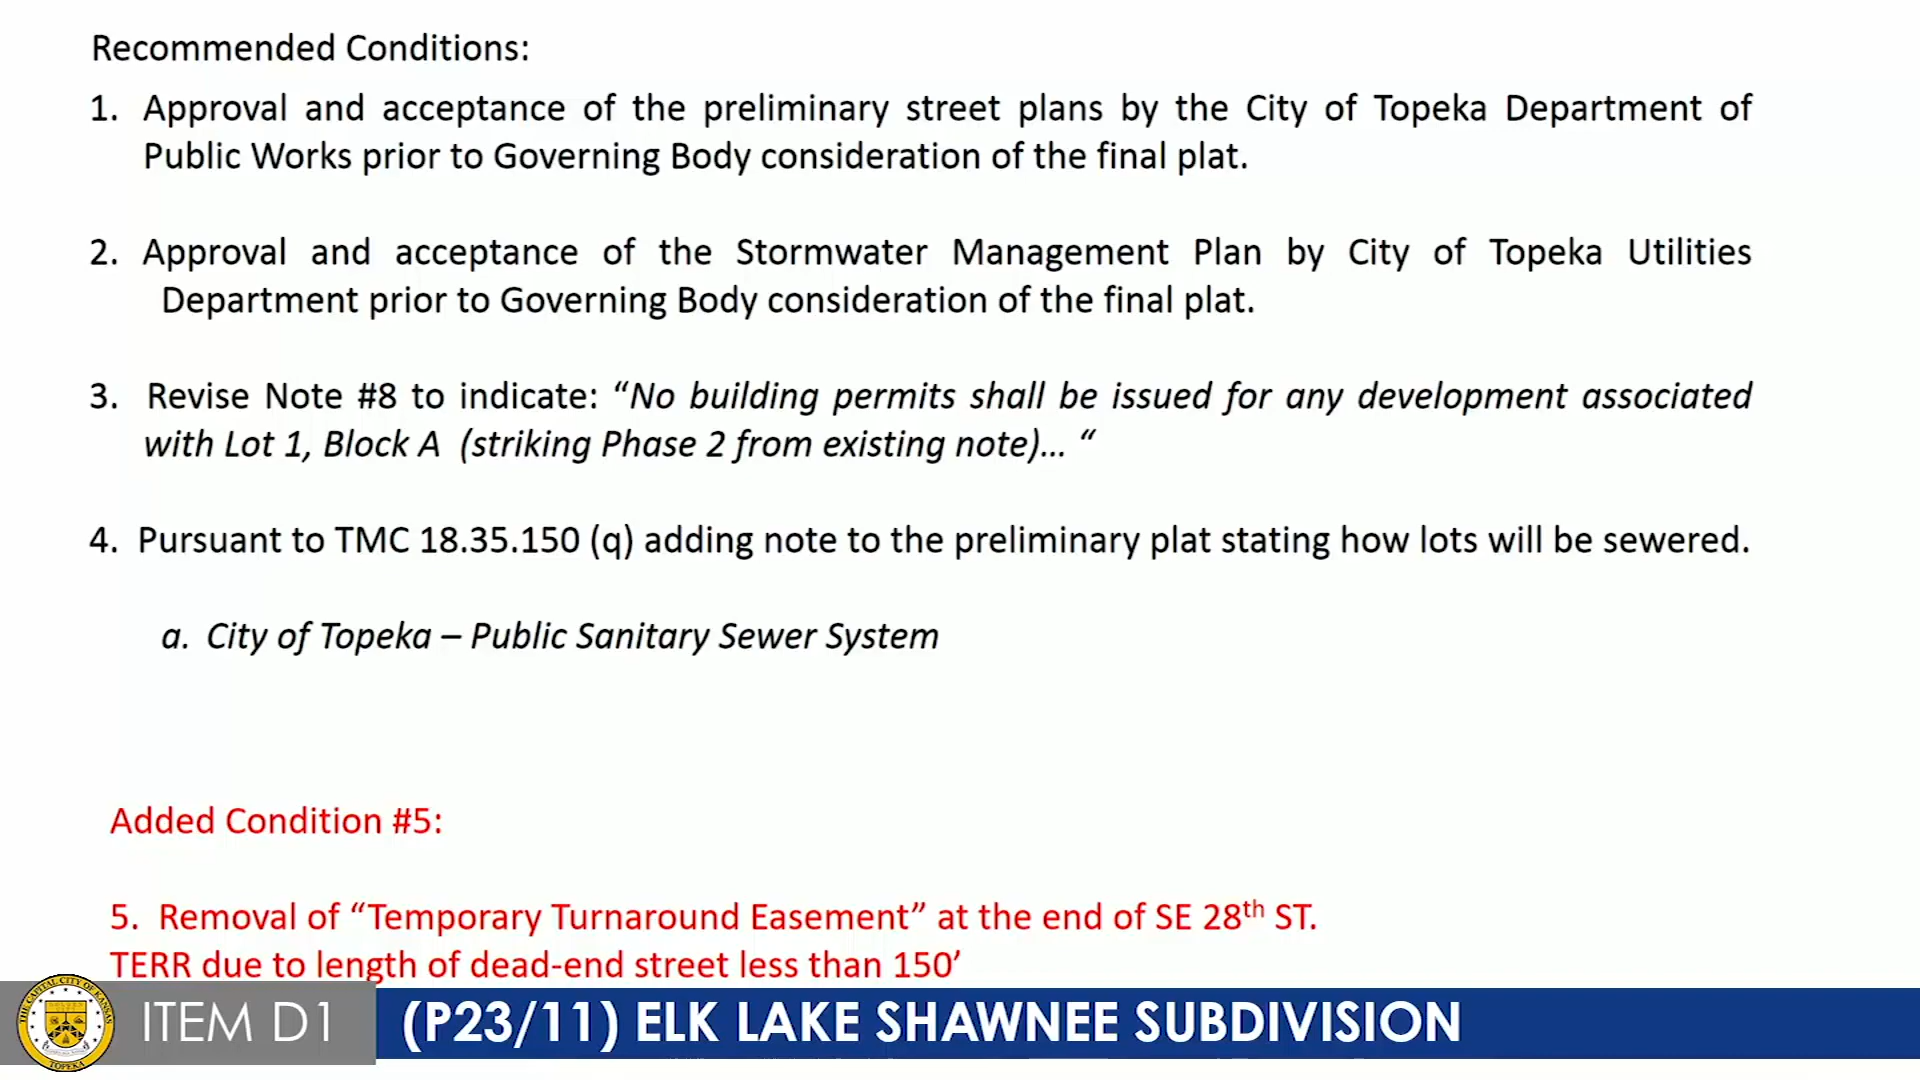 Recommended Conditions:
1. Approval and acceptance of the preliminary street plans by the City of Topeka Department of
Public Works prior to Governing Body consideration of the final plat.
2. Approval and acceptance of the Stormwater Management Plan by City of Topeka Utilities
Department prior to Governing Body consideration of the final plat.
3. Revise Note #8 to indicate: “No building permits shall be issued for any development associated
with Lot 1, Block A (striking Phase 2 from existing note)... “
4. Pursuant to TMC 18.35.150 (q) adding note to the preliminary plat stating how lots will be sewered.
a. City of Topeka – Public Sanitary Sewer System
Added Condition #5:
5. Removal of “Temporary Turnaround Easement” at the end of SE 28th ST.
TERR due to length of dead-end street less than 150’
THE CAPITAL CITY OF KANSAS
TOPEKA
ITEM D1
(P23/11) ELK LAKE SHAWNEE SUBDIVISION